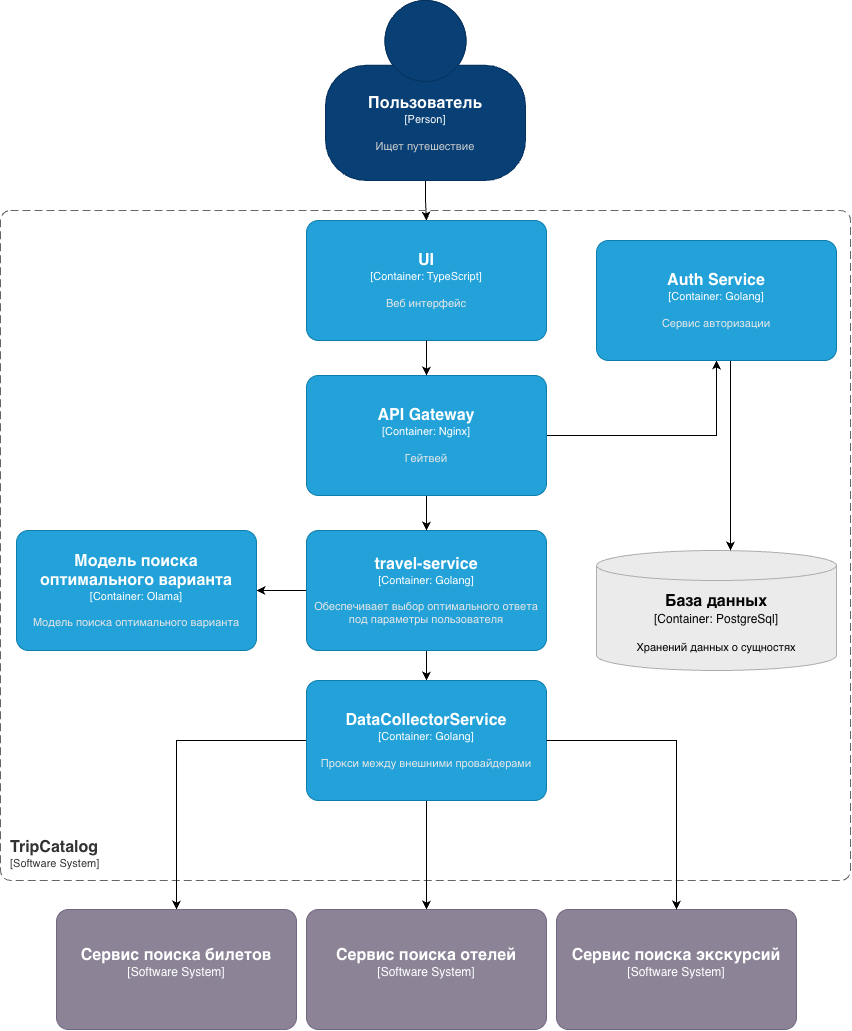 Пользователь
[Person]
Ищет путешествие
UI
[Container: TypeScript]
Веб интерфейс
Auth Service
[Container: Golang]
Сервис авторизации
API Gateway
[Container: Nginx]
Гейтвей
Модель поиска
оптимального варианта
[Container: Olama]
Модель поиска оптимального варианта
travel-service
[Container: Golang]
Обеспечивает выбор оптимального ответа
под параметры пользователя
База данных
[Container: PostgreSql]
Хранений данных о сущностях
DataCollectorService
[Container: Golang]
Прокси между внешними провайдерами
TripCatalog
[Software System]
Сервис поиска билетов
[Software System]
Сервис поиска отелей
[Software System]
Сервис поиска экскурсий
[Software System]